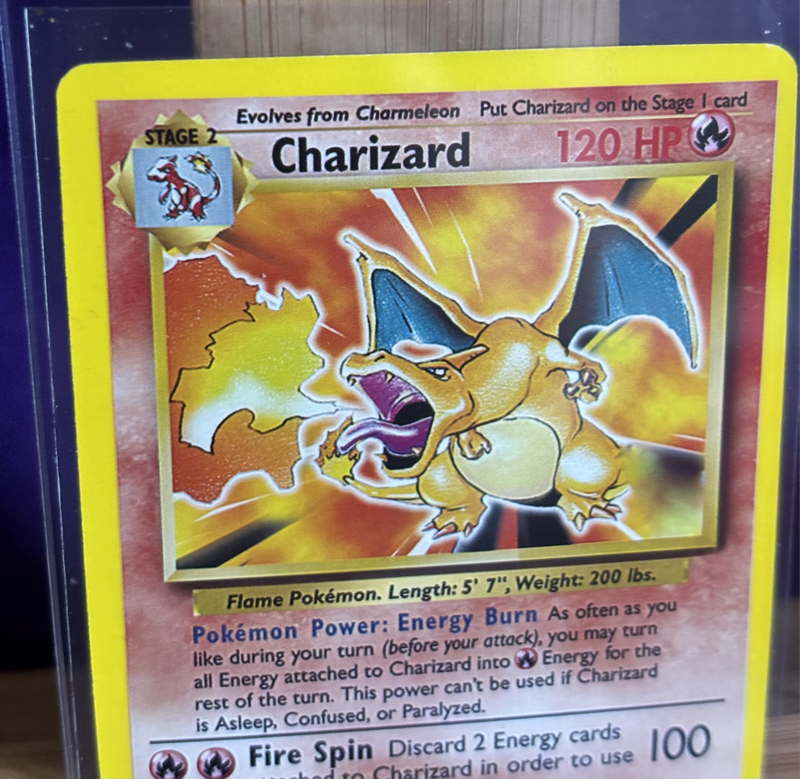 Evolves from Charmeleon Put Charizard on the Stage 1 card
STAGE 2
Charizard 120 HP
Flame Pokémon. Length: 5' 7", Weight: 200 lbs.
Pokémon Power: Energy Burn As often as you
like during your turn (before your attack), you may turn
all Energy attached to Charizard into Energy for the
rest of the turn. This power can't be used if Charizard
is Asleep, Confused, or Paralyzed.
Fire Spin Discard 2 Energy cards 100
attached to Charizard in order to use